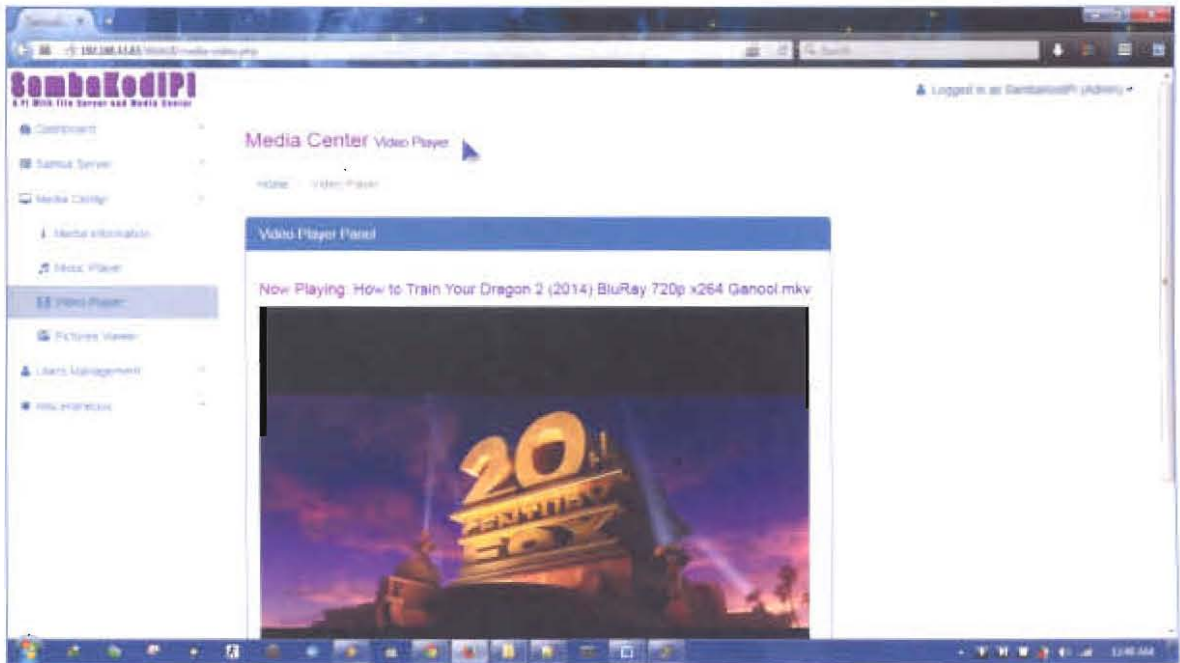 SambaKodiPi
A Pi With File Server and Media Center
Logged in as SambaKodiPi (Admin)
Dashboard
Samba Server
Media Center
Media Information
Music Player
Video Player
Pictures Viewer
Users Management
Media Center Video Player
Home Video Player
Video Player Panel
Now Playing: How to Train Your Dragon 2 (2014) BluRay 720p x264 Ganool.mkv
20
CENTURY
FOX